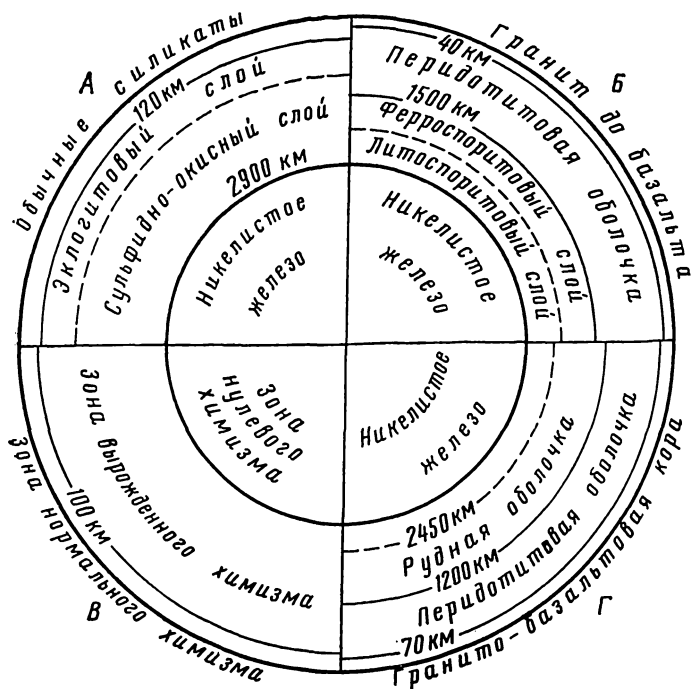 А
Обычные силикаты
120 км
Эклогитовый слой
Сульфидно-окисный слой
2900 км
Никелистое
железо
Б
Гранит до базальта
40 км
Перидотитовая оболочка
1500 км
Ферроспоритовый слой
Литоспоритовый слой
Никелистое
железо
В
Зона нормального химизма
100 км
Зона вырожденного химизма
Зона
нулевого
химизма
Г
Никелистое
железо
2450 км
Рудная оболочка
1200 км
Перидотитовая оболочка
70 км
Гранито-базальтовая кора